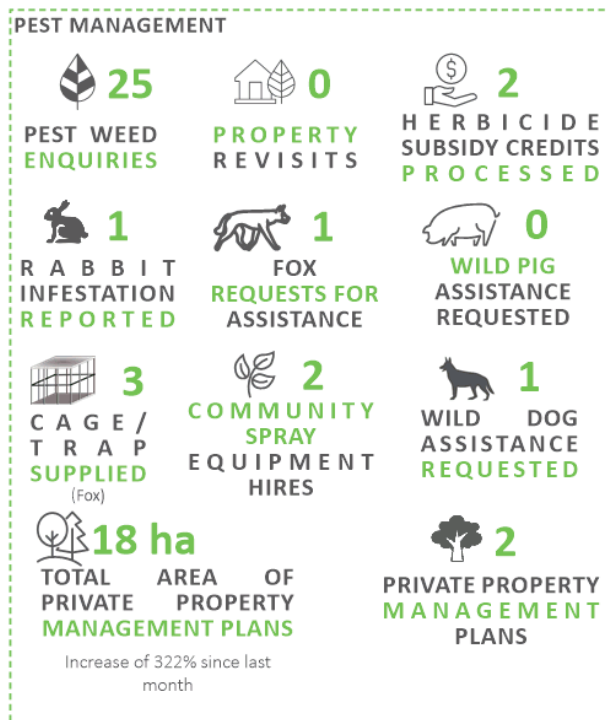 PEST MANAGEMENT
25
PEST WEED
ENQUIRIES
0
PROPERTY
REVISITS
$
2
HERBICIDE
SUBSIDY CREDITS
PROCESSED
1
RABBIT
INFESTATION
REPORTED
1
FOX
REQUESTS FOR
ASSISTANCE
0
WILD PIG
ASSISTANCE
REQUESTED
3
CAGE/
TRAP
SUPPLIED
(Fox)
2
COMMUNITY
SPRAY
EQUIPMENT
HIRES
1
WILD DOG
ASSISTANCE
REQUESTED
18 ha
TOTAL AREA OF
PRIVATE PROPERTY
MANAGEMENT PLANS
Increase of 322% since last
month
2
PRIVATE PROPERTY
MANAGEMENT
PLANS